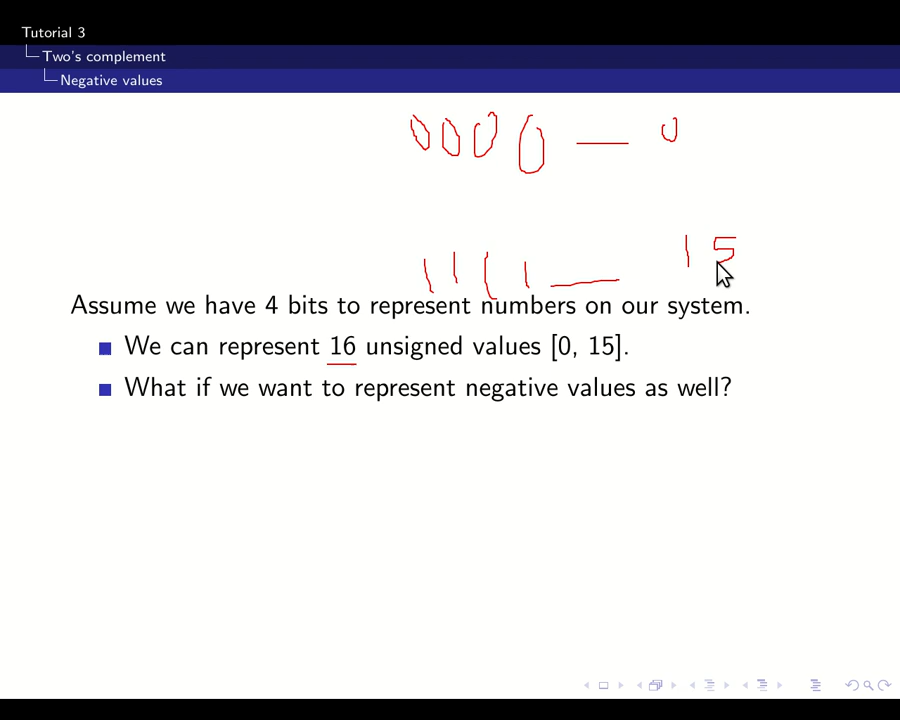 Tutorial 3
Two's complement
Negative values
0000 — 0
1111 — 15
Assume we have 4 bits to represent numbers on our system.
We can represent 16 unsigned values [0, 15].
What if we want to represent negative values as well?